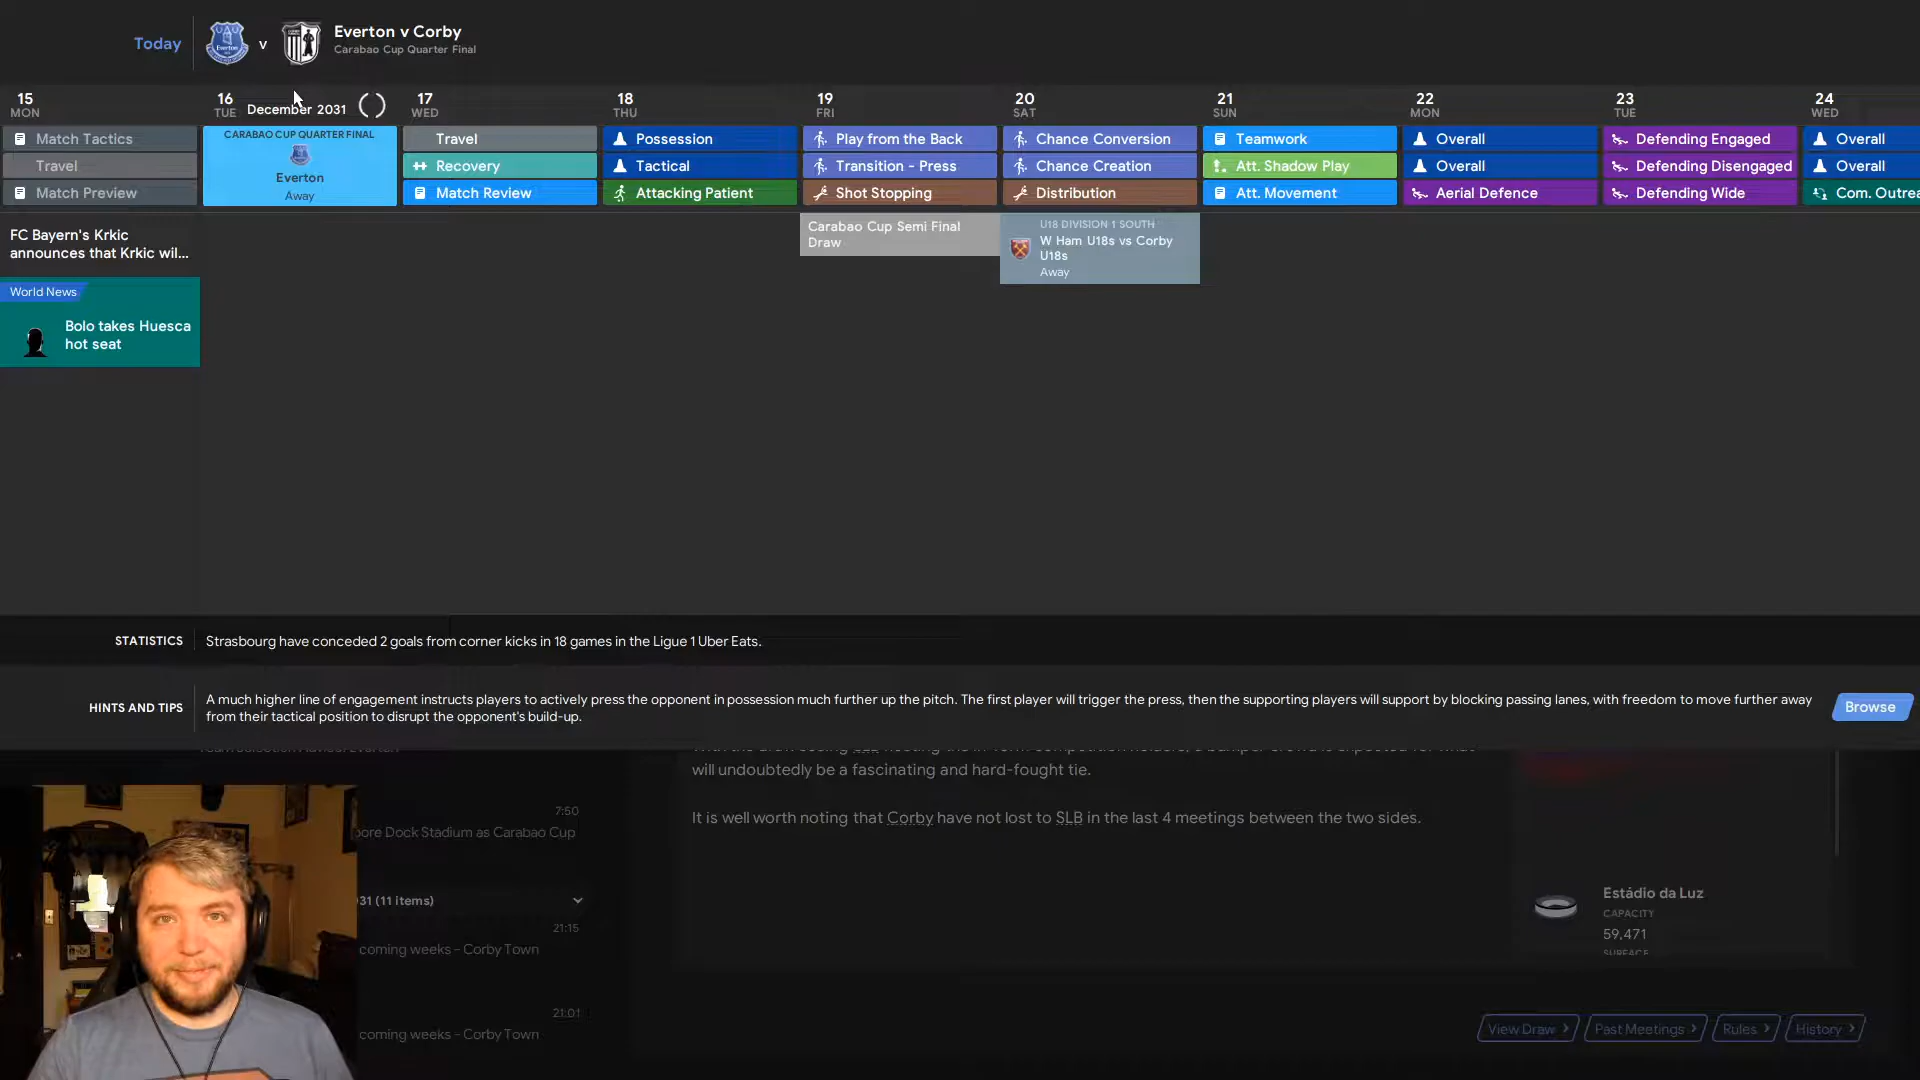 Today
v
Everton v Corby
Carabao Cup Quarter Final
15
MON
16
TUE
December 2031
17
WED
18
THU
19
FRI
20
SAT
21
SUN
22
MON
23
TUE
24
WED
Match Tactics
Travel
Match Preview
CARABAO CUP QUARTER FINAL
Everton
Away
Travel
Recovery
Match Review
Possession
Tactical
Attacking Patient
Play from the Back
Transition - Press
Shot Stopping
Chance Conversion
Chance Creation
Distribution
Teamwork
Att. Shadow Play
Att. Movement
Overall
Overall
Aerial Defence
Defending Engaged
Defending Disengaged
Defending Wide
Overall
Overall
Com. Outrea
FC Bayern's Krkic
announces that Krkic wil...
World News
Bolo takes Huesca
hot seat
Carabao Cup Semi Final
Draw
U18 DIVISION 1 SOUTH
W Ham U18s vs Corby
U18s
Away
STATISTICS
Strasbourg have conceded 2 goals from corner kicks in 18 games in the Ligue 1 Uber Eats.
HINTS AND TIPS
A much higher line of engagement instructs players to actively press the opponent in possession much further up the pitch. The first player will trigger the press, then the supporting players will support by blocking passing lanes, with freedom to move further away
from their tactical position to disrupt the opponent's build-up.
Browse
will undoubtedly be a fascinating and hard-fought tie.
It is well worth noting that Corby have not lost to SLB in the last 4 meetings between the two sides.
7:50
ore Dock Stadium as Carabao Cup
31 (11 items)
21:15
coming weeks - Corby Town
21:01
coming weeks - Corby Town
Estádio da Luz
CAPACITY
59,471
SURFACE
View Draw >
Past Meetings >
Rules >
History >